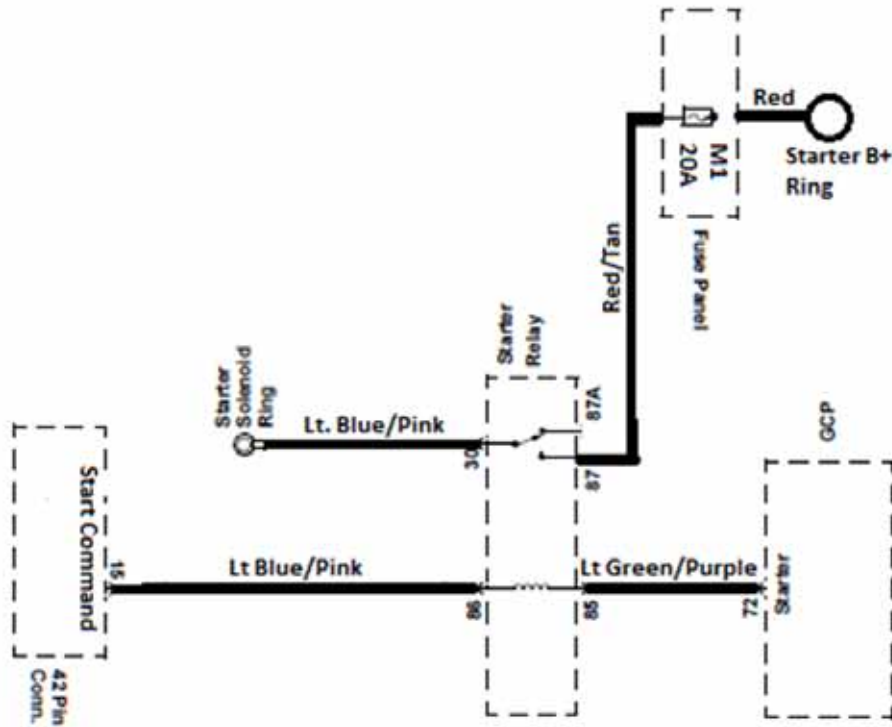 Red
Starter B+
Ring
M1
20A
Fuse Panel
Red/Tan
Starter
Relay
Starter
Solenoid
Ring
Lt. Blue/Pink
30
87A
87
GCP
Start Command
15
Lt Blue/Pink
86
85
Lt Green/Purple
72
Starter
42 Pin
Conn.